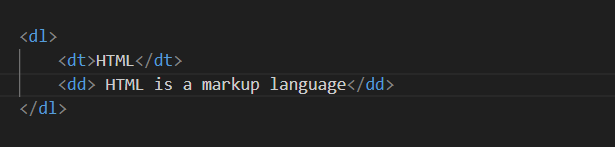 <dl>
    <dt>HTML</dt>
    <dd> HTML is a markup language</dd>
</dl>